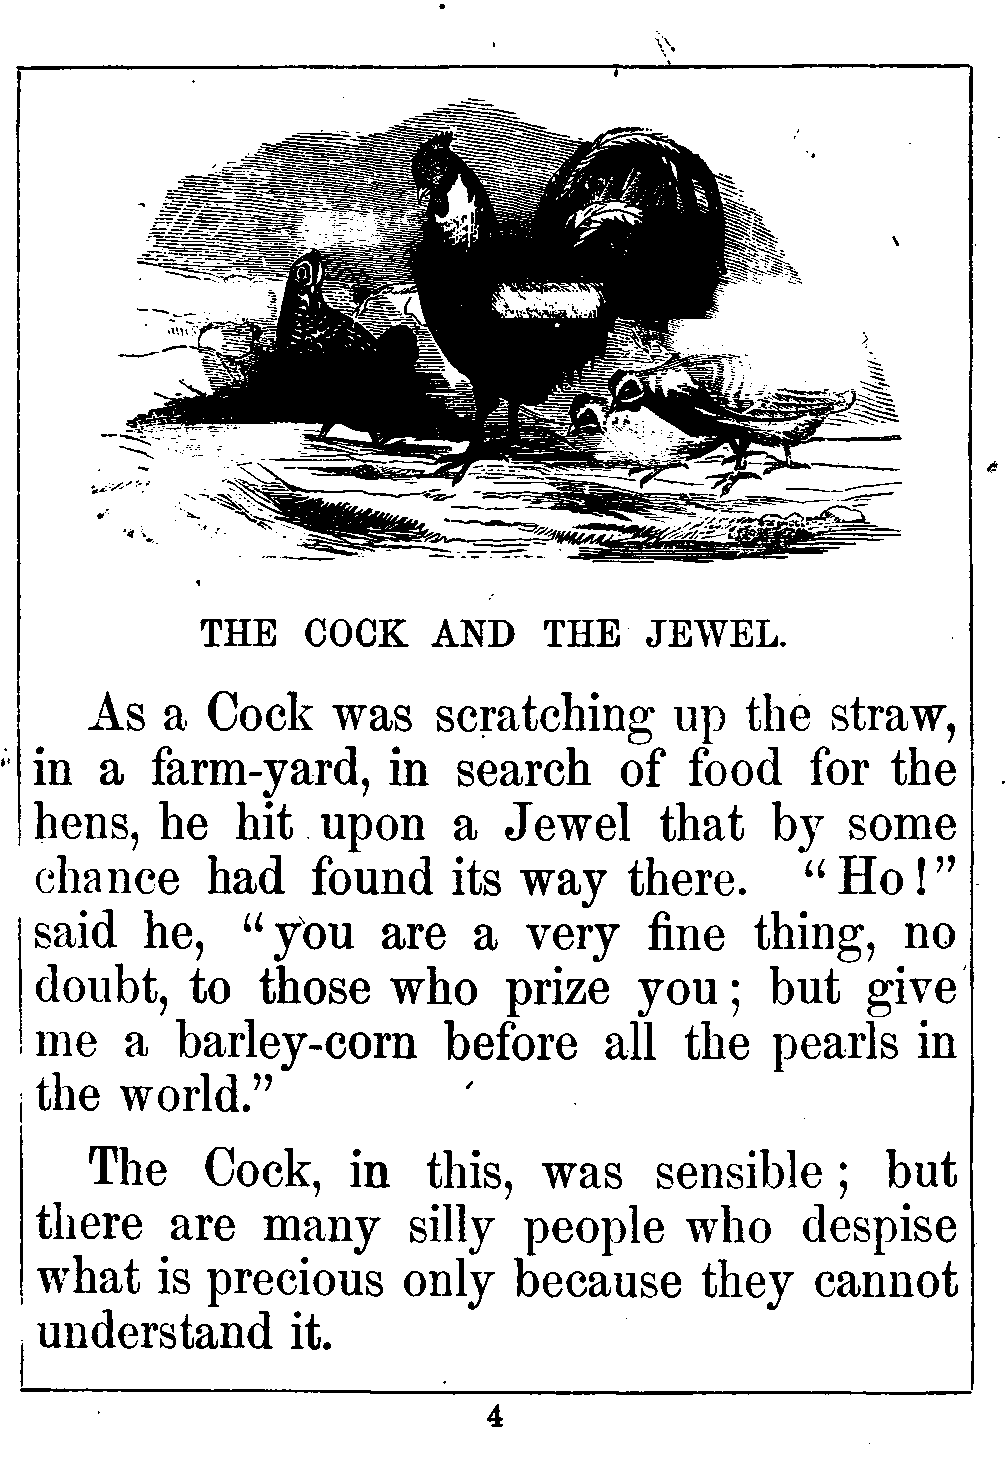 THE COCK AND THE JEWEL.
As a Cock was scratching up the straw,
in a farm-yard, in search of food for the
hens, he hit upon a Jewel that by some
chance had found its way there. “Ho!”
said he, “you are a very fine thing, no
doubt, to those who prize you; but give
me a barley-corn before all the pearls in
the world.”
The Cock, in this, was sensible; but
there are many silly people who despise
what is precious only because they cannot
understand it.
4